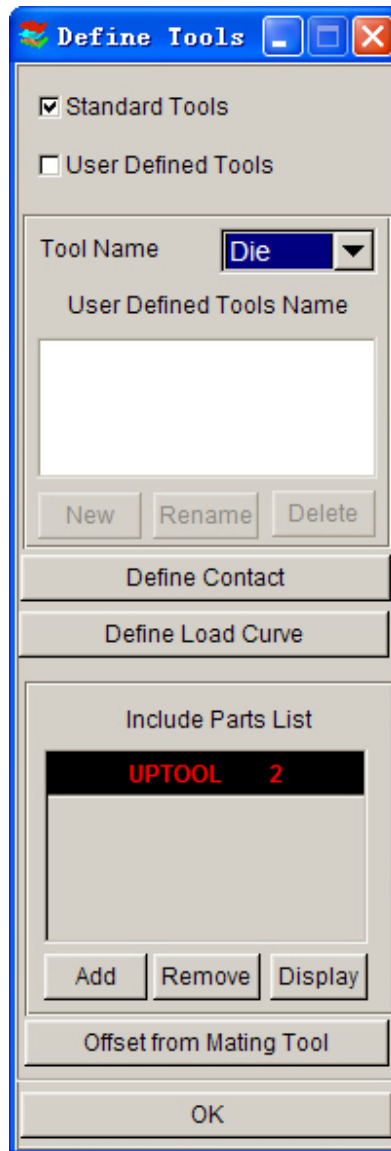 Define Tools
Standard Tools
User Defined Tools
Tool Name Die
User Defined Tools Name
New Rename Delete
Define Contact
Define Load Curve
Include Parts List
UPTOOL 2
Add Remove Display
Offset from Mating Tool
OK